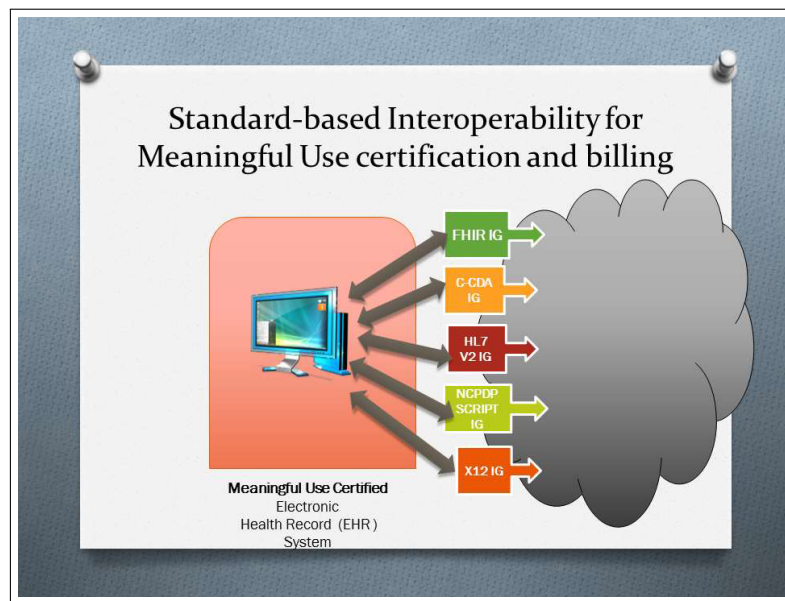 Standard-based Interoperability for
Meaningful Use certification and billing
FHIR IG
C-CDA
IG
HL7
V2 IG
NCPDP
SCRIPT
IG
X12 IG
Meaningful Use Certified
Electronic
Health Record (EHR )
System